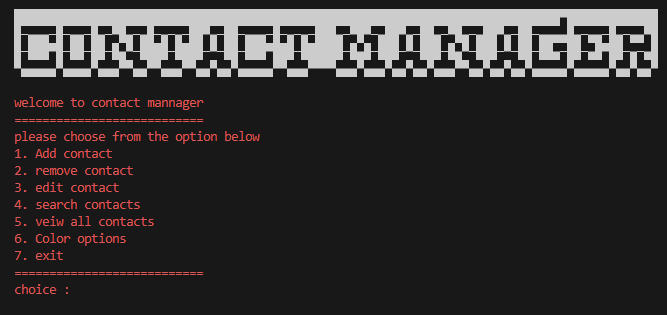 CONTACT MANAGER
welcome to contact mannager
===========================
please choose from the option below
1. Add contact
2. remove contact
3. edit contact
4. search contacts
5. veiw all contacts
6. Color options
7. exit
===========================
choice :